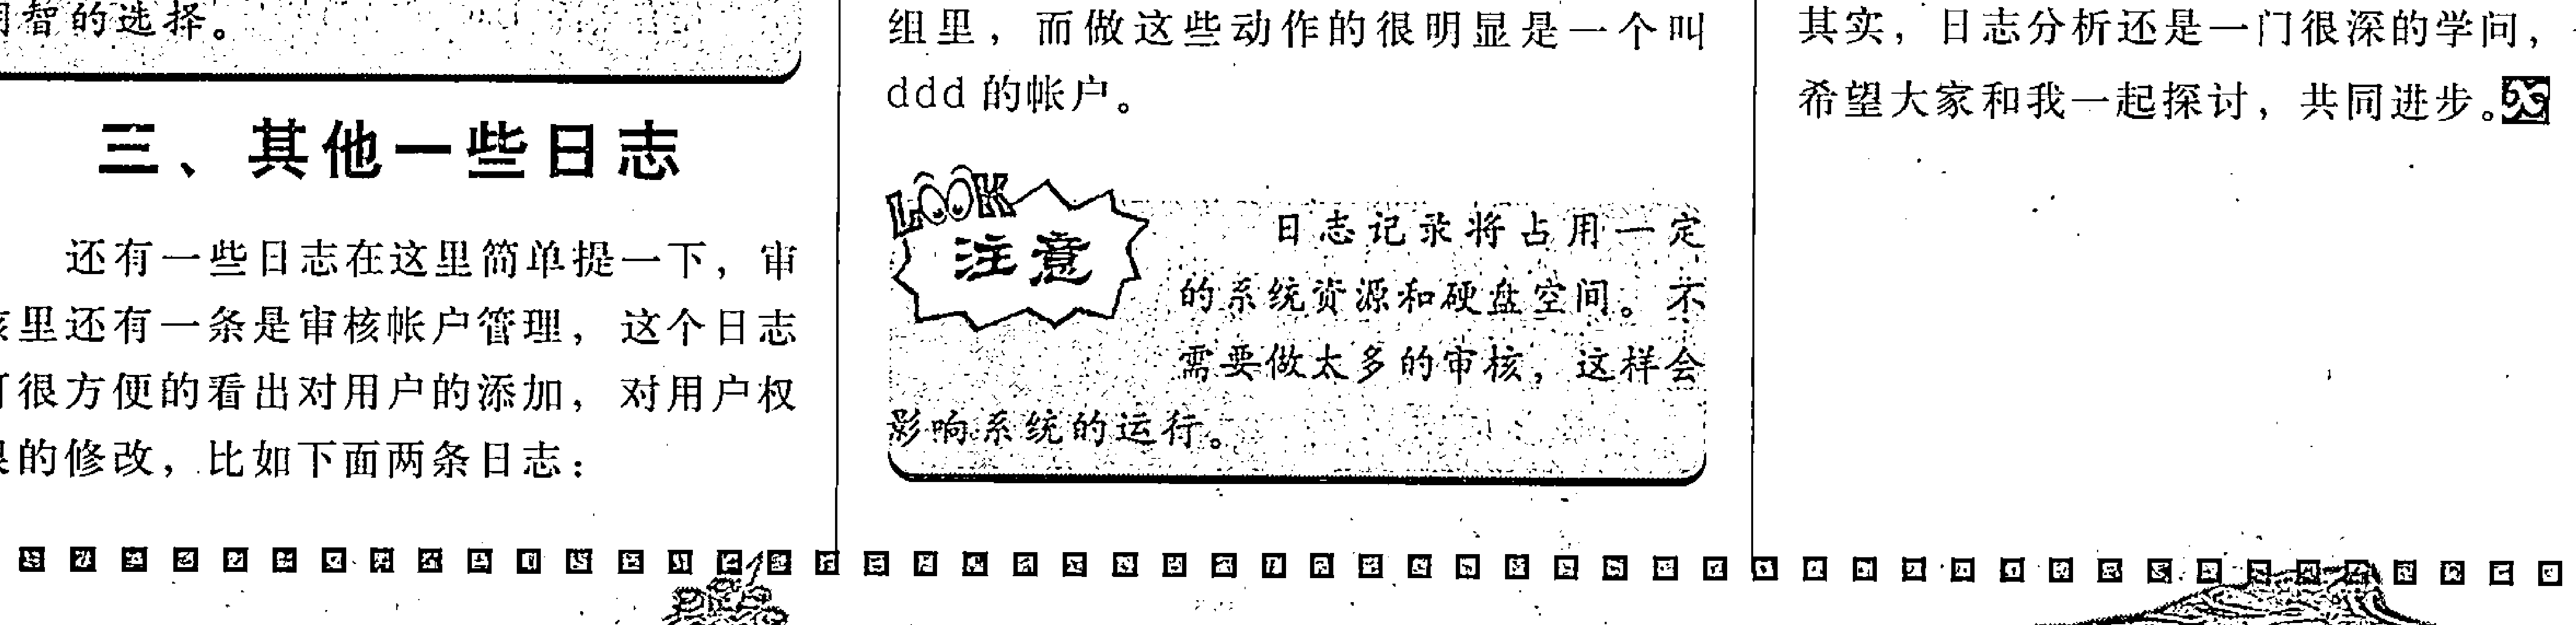 智的选择。
三、其他一些日志
还有一些日志在这里简单提一下，审
里还有一条是审核帐户管理，这个日志
很方便的看出对用户的添加，对用户权
的修改，比如下面两条日志：
组里，而做这些动作的很明显是一个叫
ddd 的帐户。
LOOK
注意
日志记录将占用一定
的系统资源和硬盘空间。不
需要做太多的审核，这样会
影响系统的运行。
其实，日志分析还是一门很深的学问，
希望大家和我一起探讨，共同进步。